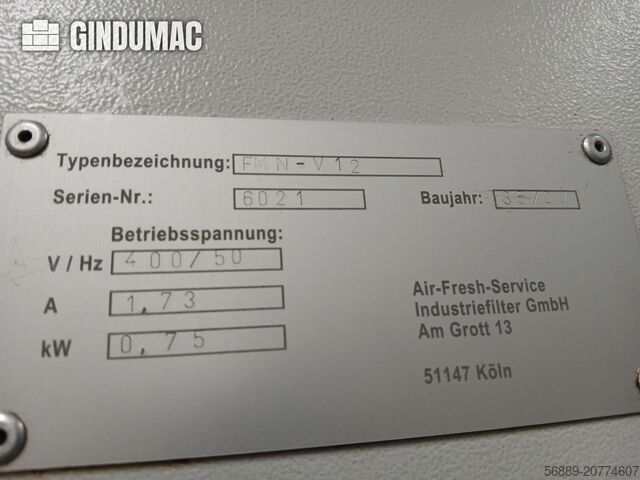 GINDUMAC
Typenbezeichnung: FMN-V12
Serien-Nr.: 6021 Baujahr:
Betriebsspannung:
V / Hz 400/50
A 1,73
kW 0,75
Air-Fresh-Service
Industriefilter GmbH
Am Grott 13
51147 Köln
56889-20774607